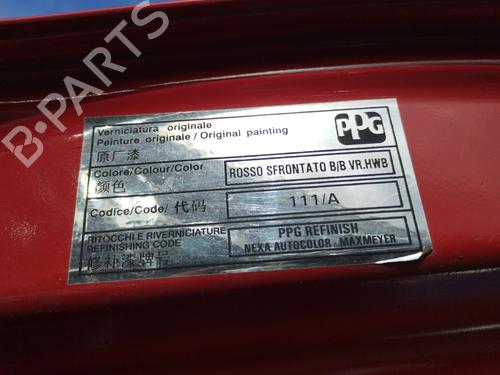 B-PARTS
PPG
Verniciatura originale
Peinture originale / Original painting
原厂漆
Colore/Colour/Color
颜色
ROSSO SFRONTATO B/B VR.HWB
Codice/Code/ 代码
111/A
RITOCCHI E RIVERNICIATURE
REFINISHING CODE
修补漆牌号
PPG REFINISH
NEXA AUTOCOLOR - MAXMEYER